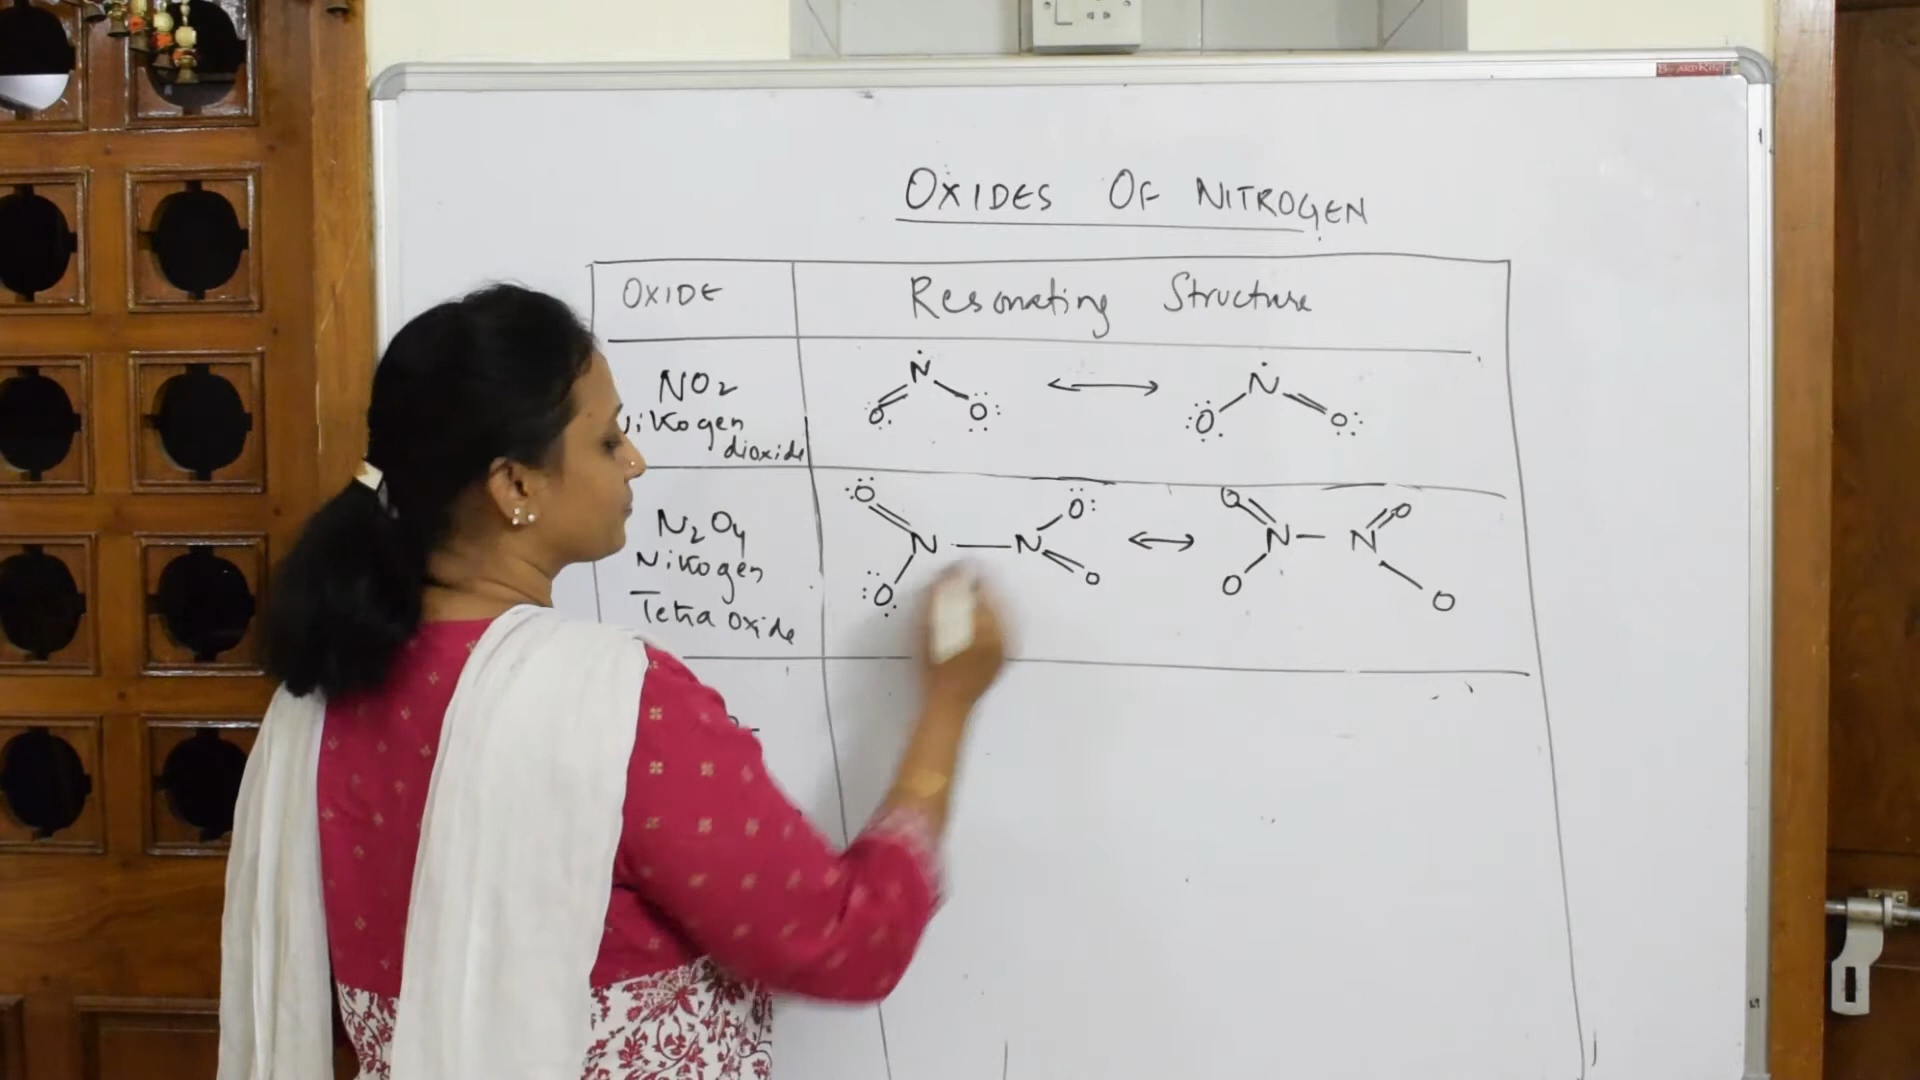 OXIDES OF NITROGEN
OXIDE Resonating Structure
NO2
Nitrogen
dioxide
N O O ⟷ N O O
N2O4
Nitrogen
Tetra oxide
O O O O
N — N ⟷ N — N
O O O O